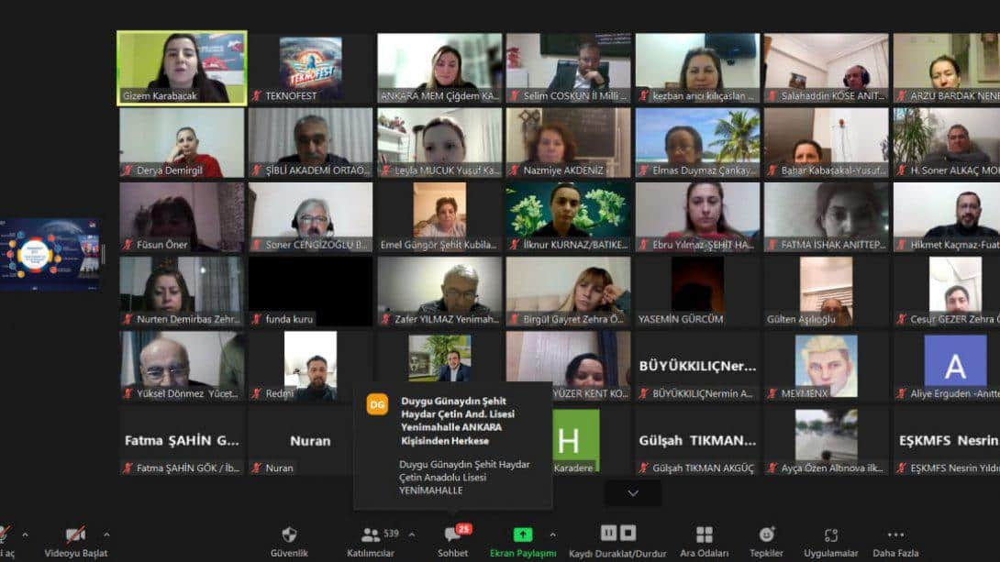 Gizem Karabacak
TEKNOFEST
TEKNOFEST
ANKARA MEM Çiğdem KA...
Selim COSKUN İl Milli ...
kezban arıcı kılıçaslan ...
Salahaddin KÖSE ANIT...
ARZU BARDAK NENE
Derya Demirgil
ŞİBLİ AKADEMİ ORTAO...
Leyla MUCUK Yusuf Ka...
Nazmiye AKDENİZ -
Elmas Duymaz Çankay...
Bahar Kabasakal-Yusuf...
H. Soner ALKAÇ MO
Füsun Öner
Soner CENGİZOĞLU B...
Emel Güngör Şehit Kubila...
İlknur KURNAZ/BATIKE...
Ebru Yılmaz-ŞEHİT HA...
FATMA İSHAK ANITTEP...
Hikmet Kaçmaz-Fuat
Nurten Demirbas Zehr...
funda kuru
Zafer YILMAZ Yenimah...
Birgül Gayret Zehra Ö...
YASEMİN GÜRCÜM
Gülten Aşılıoğlu
Cesur GEZER Zehra
Yüksel Dönmez Yücet...
Redmi
YÜZER KENT KO...
BÜYÜKKILIÇNer...
BÜYÜKKILIÇNermin A...
MEYMENX
A
Aliye Erguden -Anıtte
DG
Duygu Günaydın Şehit
Haydar Çetin And. Lisesi
Yenimahalle ANKARA
Kişisinden Herkese
Duygu Günaydın Şehit Haydar
Çetin Anadolu Lisesi
YENİMAHALLE
Fatma ŞAHİN G...
Fatma ŞAHİN GÖK / İb...
Nuran
Nuran
H
Karadere
Gülşah TIKMAN...
Gülşah TIKMAN AKGÜÇ
Ayça Özen Altınova ilk...
EŞKMFS Nesrin
EŞKMFS Nesrin Yıldı
si aç
Videoyu Başlat
Güvenlik
539
Katılımcılar
25
Sohbet
Ekran Paylaşımı
Kaydı Duraklat/Durdur
Ara Odaları
Tepkiler
Uygulamalar
Daha Fazla